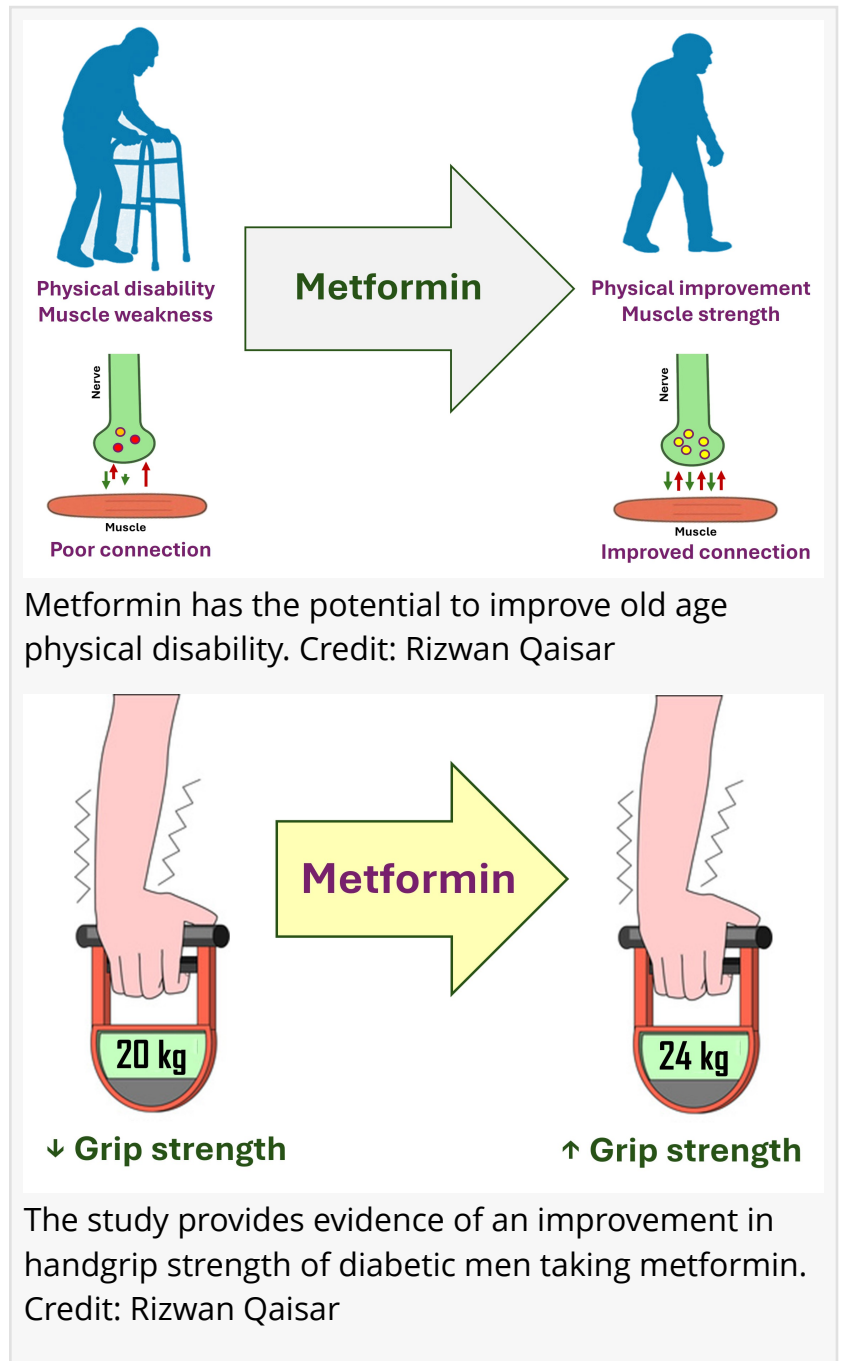 Metformin
Physical disability
Muscle weakness
Physical improvement
Muscle strength
Nerve
Nerve
Muscle
Poor connection
Muscle
Improved connection
Metformin has the potential to improve old age
physical disability. Credit: Rizwan Qaisar
Metformin
20 kg
24 kg
↓ Grip strength
↑ Grip strength
The study provides evidence of an improvement in
handgrip strength of diabetic men taking metformin.
Credit: Rizwan Qaisar